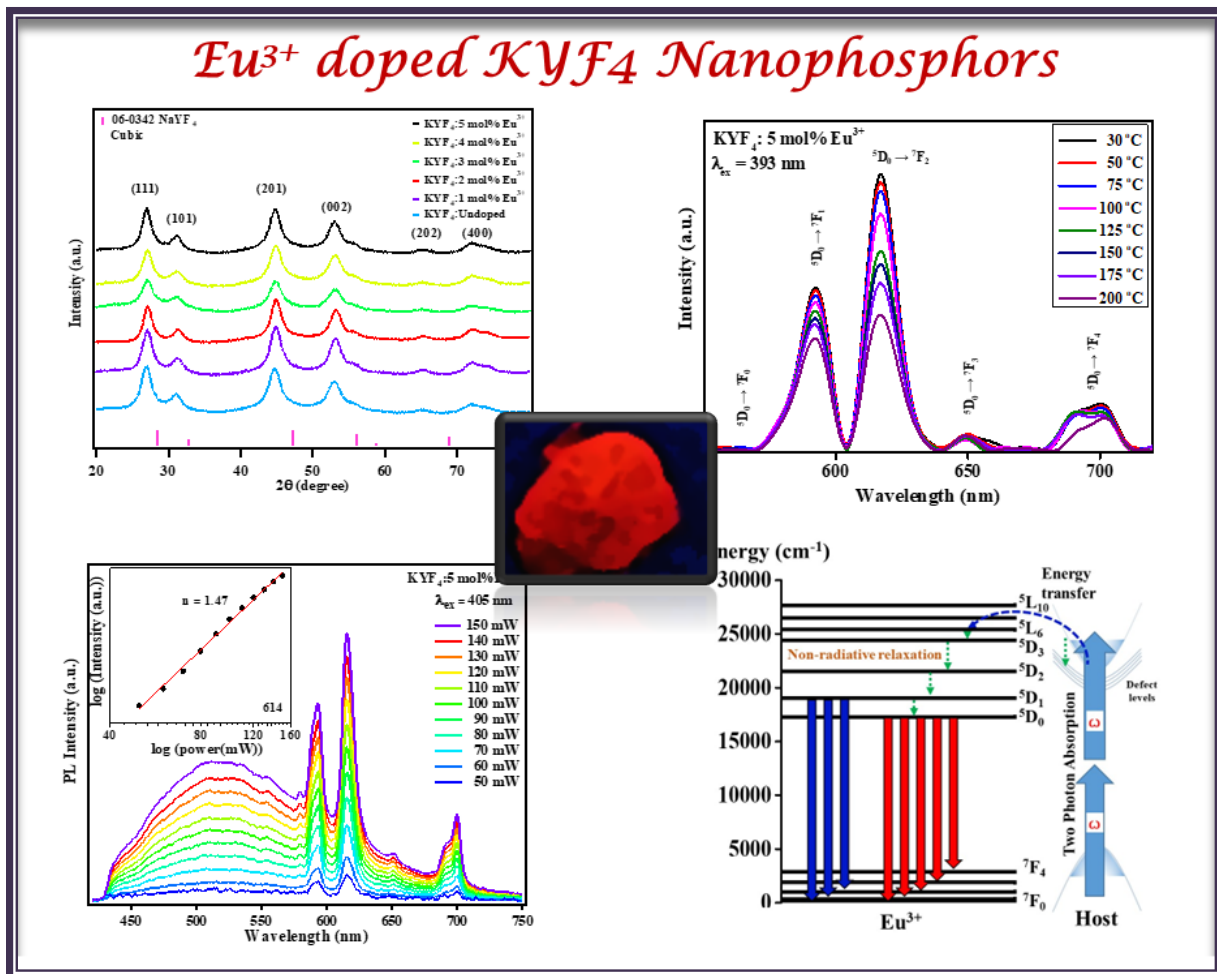 Eu³⁺ doped KYF4 Nanophosphors
06-0342 NaYF₄
Cubic
KYF₄:5 mol% Eu³⁺
KYF₄:4 mol% Eu³⁺
KYF₄:3 mol% Eu³⁺
KYF₄:2 mol% Eu³⁺
KYF₄:1 mol% Eu³⁺
KYF₄:Undoped
(111)
(101)
(201)
(002)
(202)
(400)
Intensity (a.u.)
20 30 40 50 60 70
2θ (degree)
KYF₄: 5 mol% Eu³⁺
λₑₓ = 393 nm
⁵D₀ → ⁷F₀
⁵D₀ → ⁷F₁
⁵D₀ → ⁷F₂
⁵D₀ → ⁷F₃
⁵D₀ → ⁷F₄
30 °C
50 °C
75 °C
100 °C
125 °C
150 °C
175 °C
200 °C
Intensity (a.u.)
600 650 700
Wavelength (nm)
log (Intensity (a.u.))
n = 1.47
614
40 80 120 160
log (power(mW))
KYF₄:5 mol%
λₑₓ = 405 nm
150 mW
140 mW
130 mW
120 mW
110 mW
100 mW
90 mW
80 mW
70 mW
60 mW
50 mW
PL Intensity (a.u.)
450 500 550 600 650 700 750
Wavelength (nm)
nergy (cm⁻¹)
30000
25000
20000
15000
10000
5000
0
Energy
transfer
⁵L₁₀
⁵L₆
⁵D₃
⁵D₂
⁵D₁
⁵D₀
⁷F₄
⁷F₀
Non-radiative relaxation
Defect
levels
Two Photon Absorption
ω
ω
Eu³⁺
Host